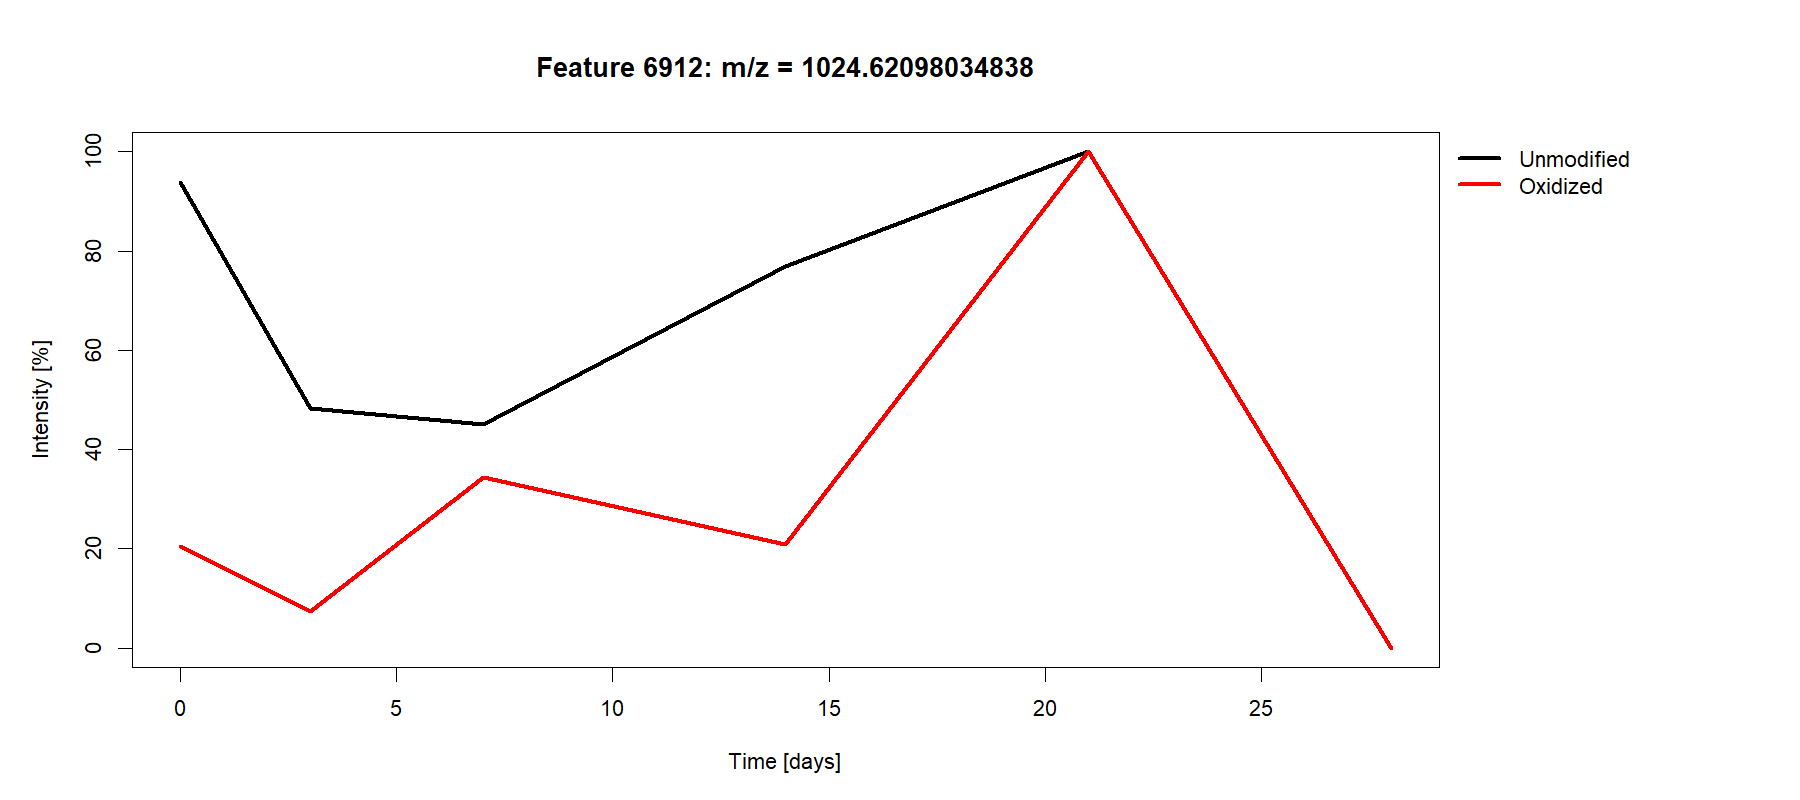 Feature 6912: m/z = 1024.62098034838
Unmodified
Oxidized
Intensity [%]
100
80
60
40
20
0
0 5 10 15 20 25
Time [days]